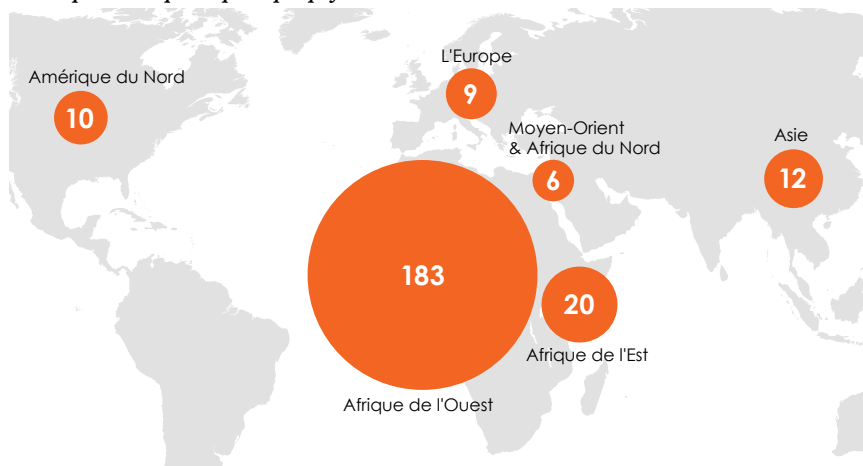 L'Europe
Amérique du Nord
9
10
Moyen-Orient
& Afrique du Nord
Asie
6
12
183
20
Afrique de l'Est
Afrique de l'Ouest